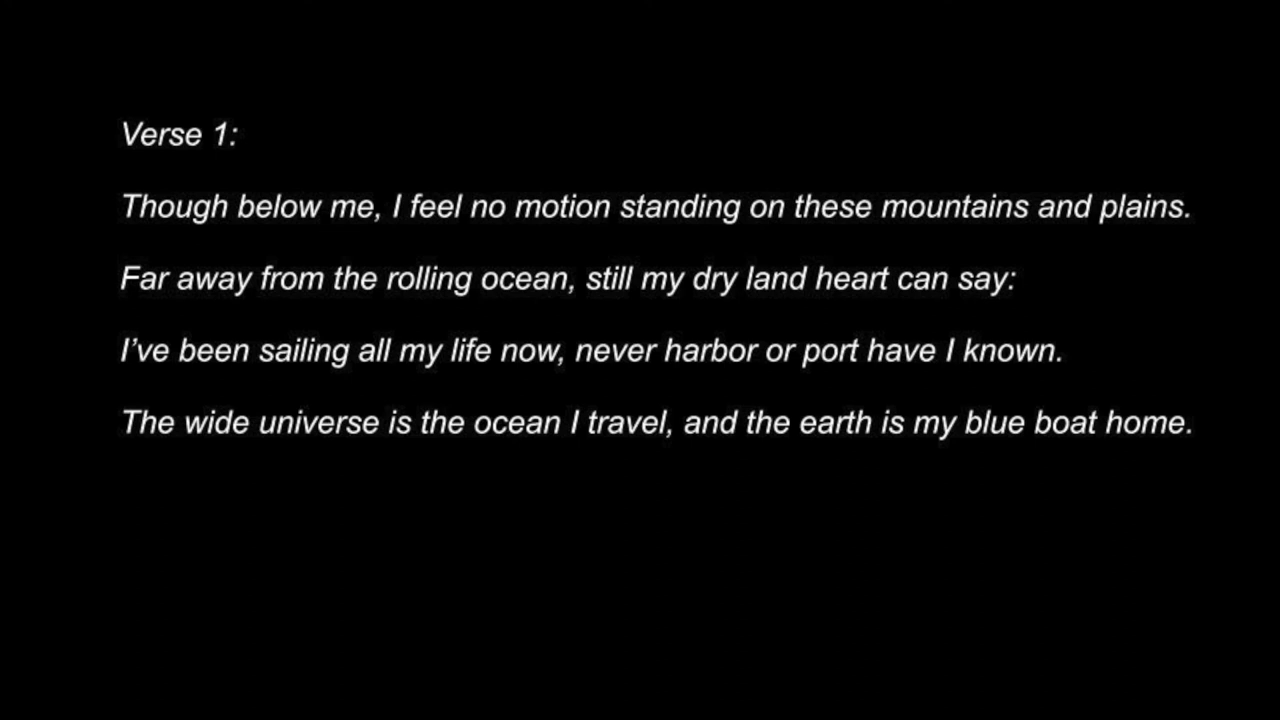 Verse 1:
Though below me, I feel no motion standing on these mountains and plains.
Far away from the rolling ocean, still my dry land heart can say:
I’ve been sailing all my life now, never harbor or port have I known.
The wide universe is the ocean I travel, and the earth is my blue boat home.